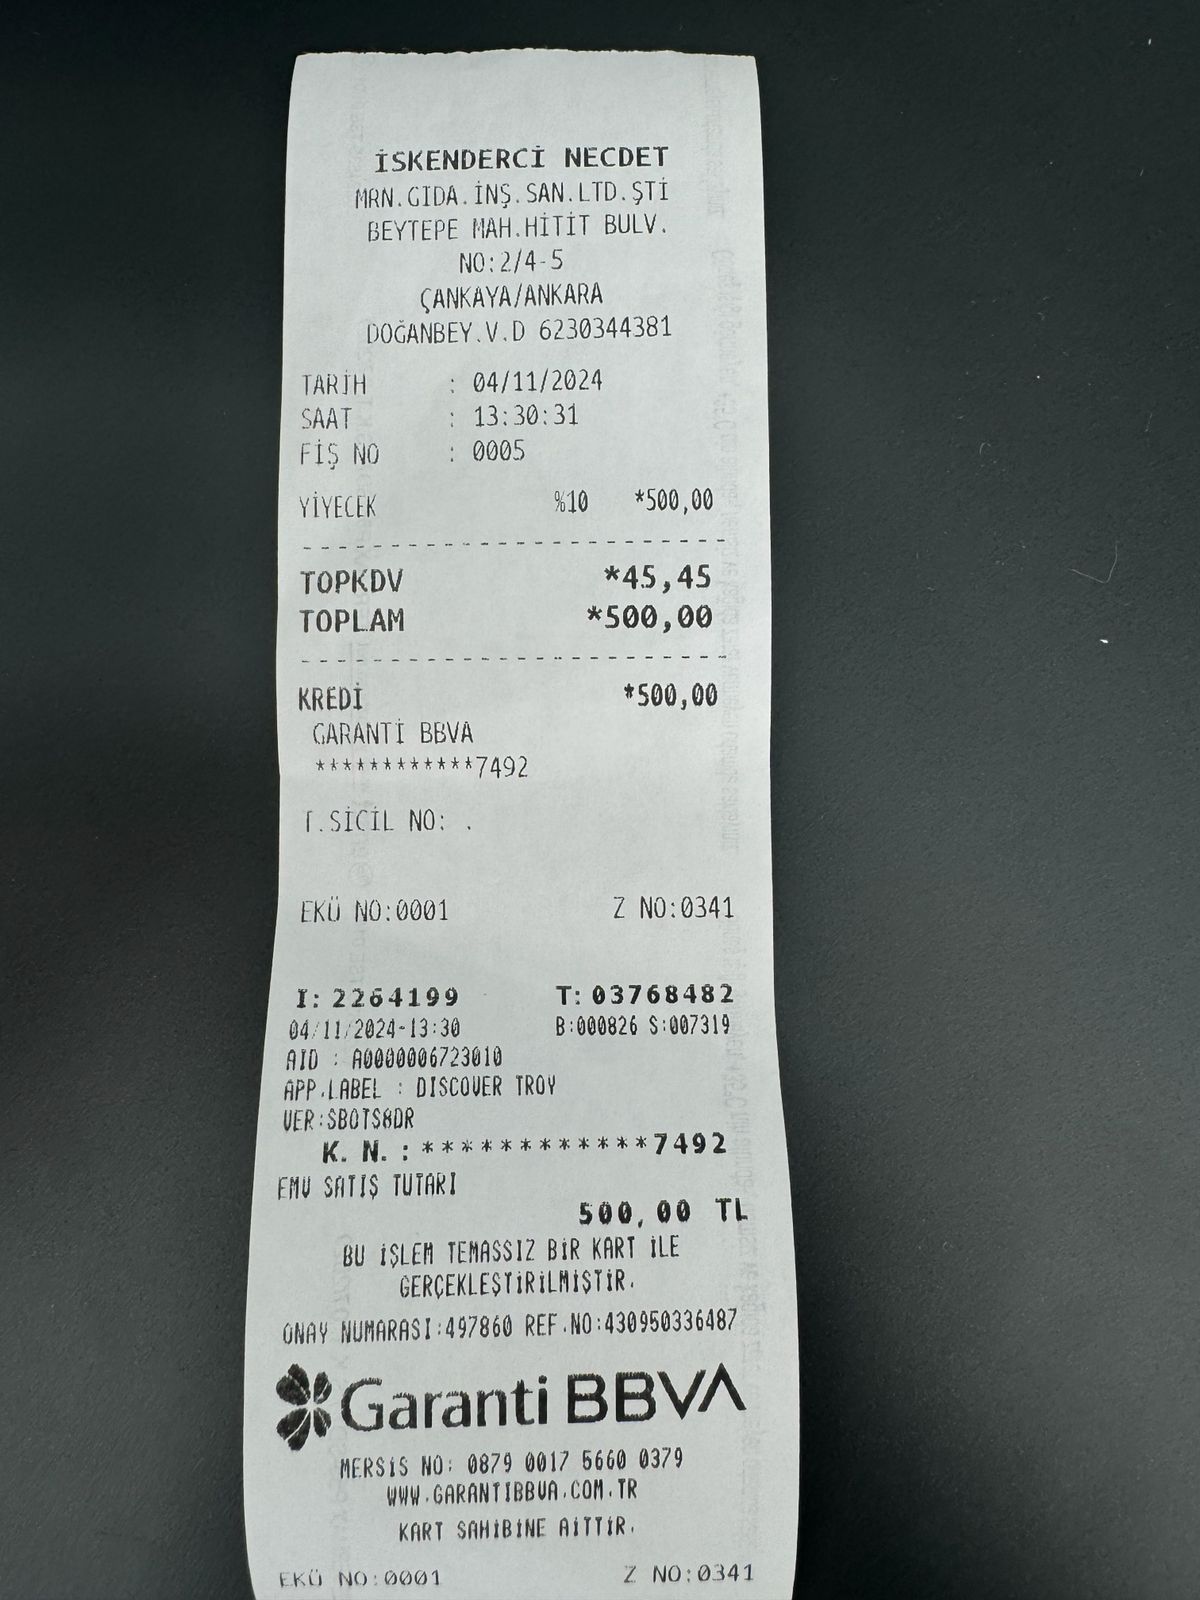 İSKENDERCİ NECDET
MRN.GIDA.İNŞ.SAN.LTD.ŞTİ
BEYTEPE MAH.HİTİT BULV.
NO:2/4-5
ÇANKAYA/ANKARA
DOĞANBEY.V.D 6230344381
TARİH : 04/11/2024
SAAT : 13:30:31
FİŞ NO : 0005
YİYECEK %10 *500,00
TOPKDV *45,45
TOPLAM *500,00
KREDİ *500,00
GARANTİ BBVA
************7492
T.SİCİL NO: .
EKÜ NO:0001 Z NO:0341
I: 2264199 T: 03768482
04/11/2024-13:30 B:000826 S:007319
AID : A0000006723010
APP.LABEL : DISCOVER TROY
VER:SBOTS8DR
K. N. : ************7492
EMV SATIŞ TUTARI
500,00 TL
BU İŞLEM TEMASSIZ BİR KART İLE
GERÇEKLEŞTİRİLMİŞTİR.
ONAY NUMARASI:497860 REF.NO:430950336487
Garanti BBVA
MERSİS NO: 0879 0017 5660 0379
WWW.GARANTIBBVA.COM.TR
KART SAHİBİNE AİTTİR.
EKÜ NO:0001 Z NO:0341